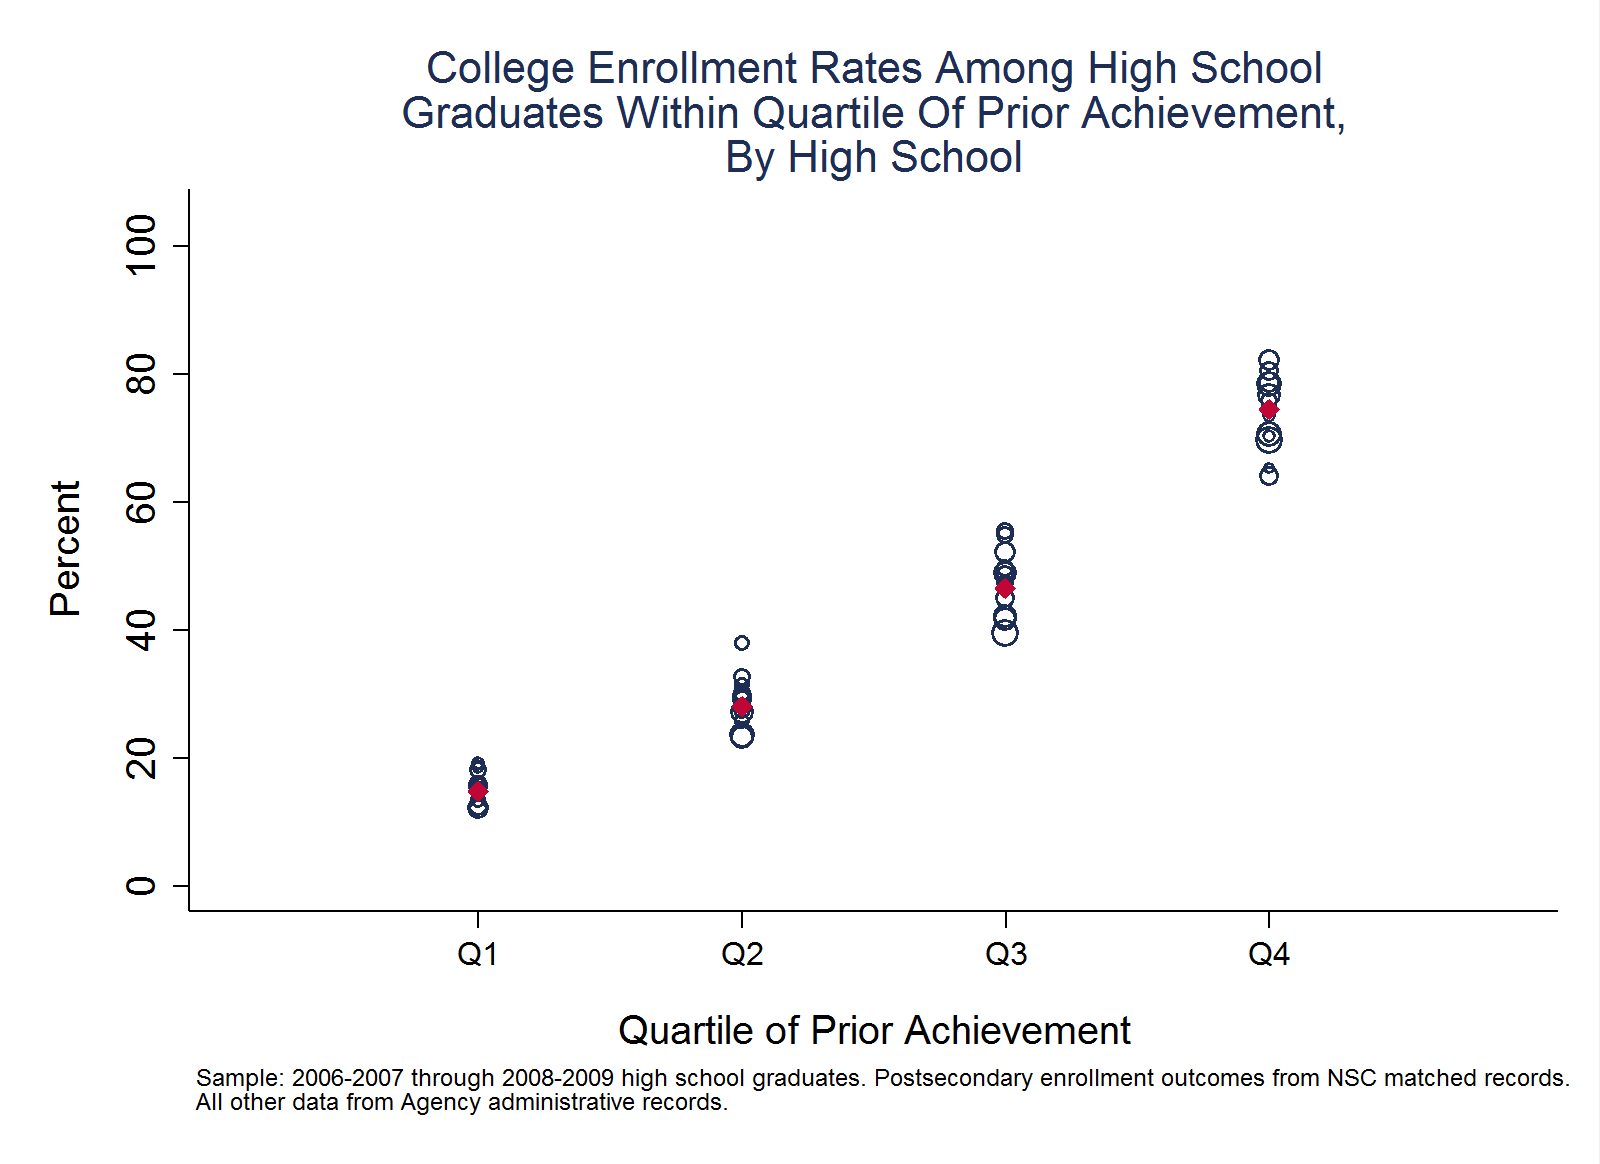 College Enrollment Rates Among High School
Graduates Within Quartile Of Prior Achievement,
By High School
100
80
60
40
20
0
Percent
Q1 Q2 Q3 Q4
Quartile of Prior Achievement
Sample: 2006-2007 through 2008-2009 high school graduates. Postsecondary enrollment outcomes from NSC matched records.
All other data from Agency administrative records.